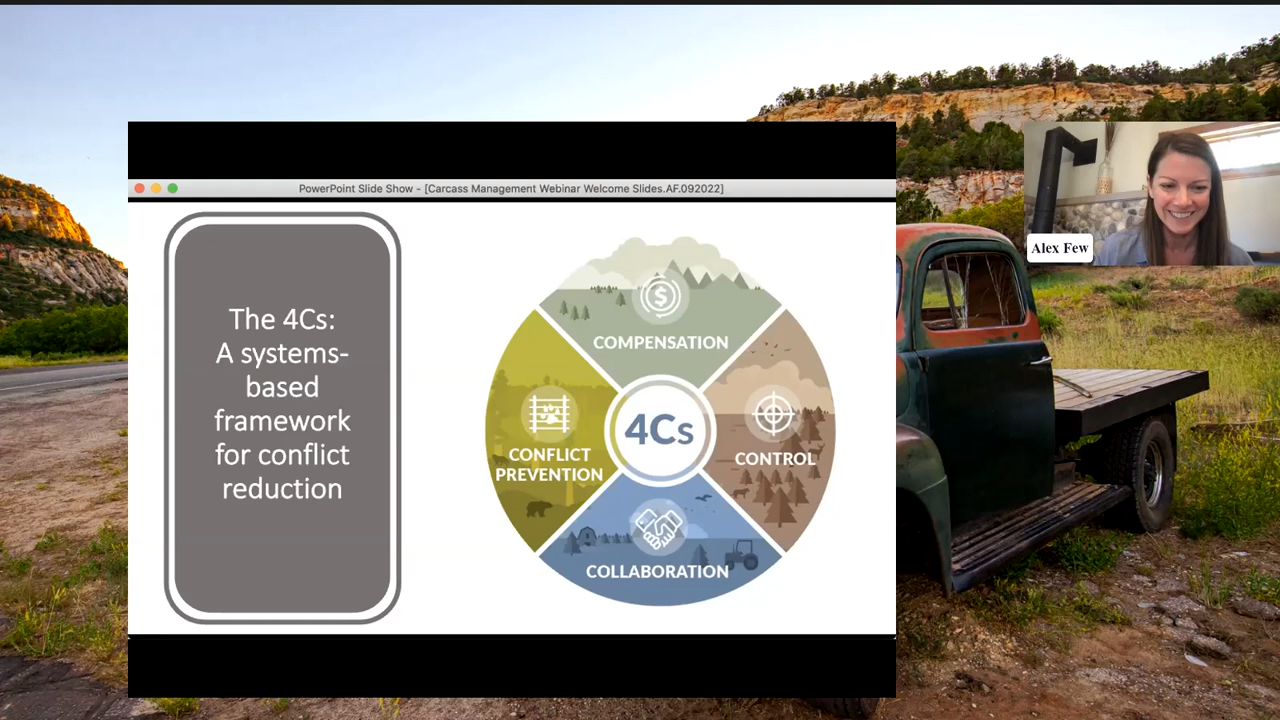 PowerPoint Slide Show - [Carcass Management Webinar Welcome Slides.AF.092022]
The 4Cs:
A systems-
based
framework
for conflict
reduction
COMPENSATION
CONFLICT
PREVENTION
4Cs
CONTROL
COLLABORATION
Alex Few